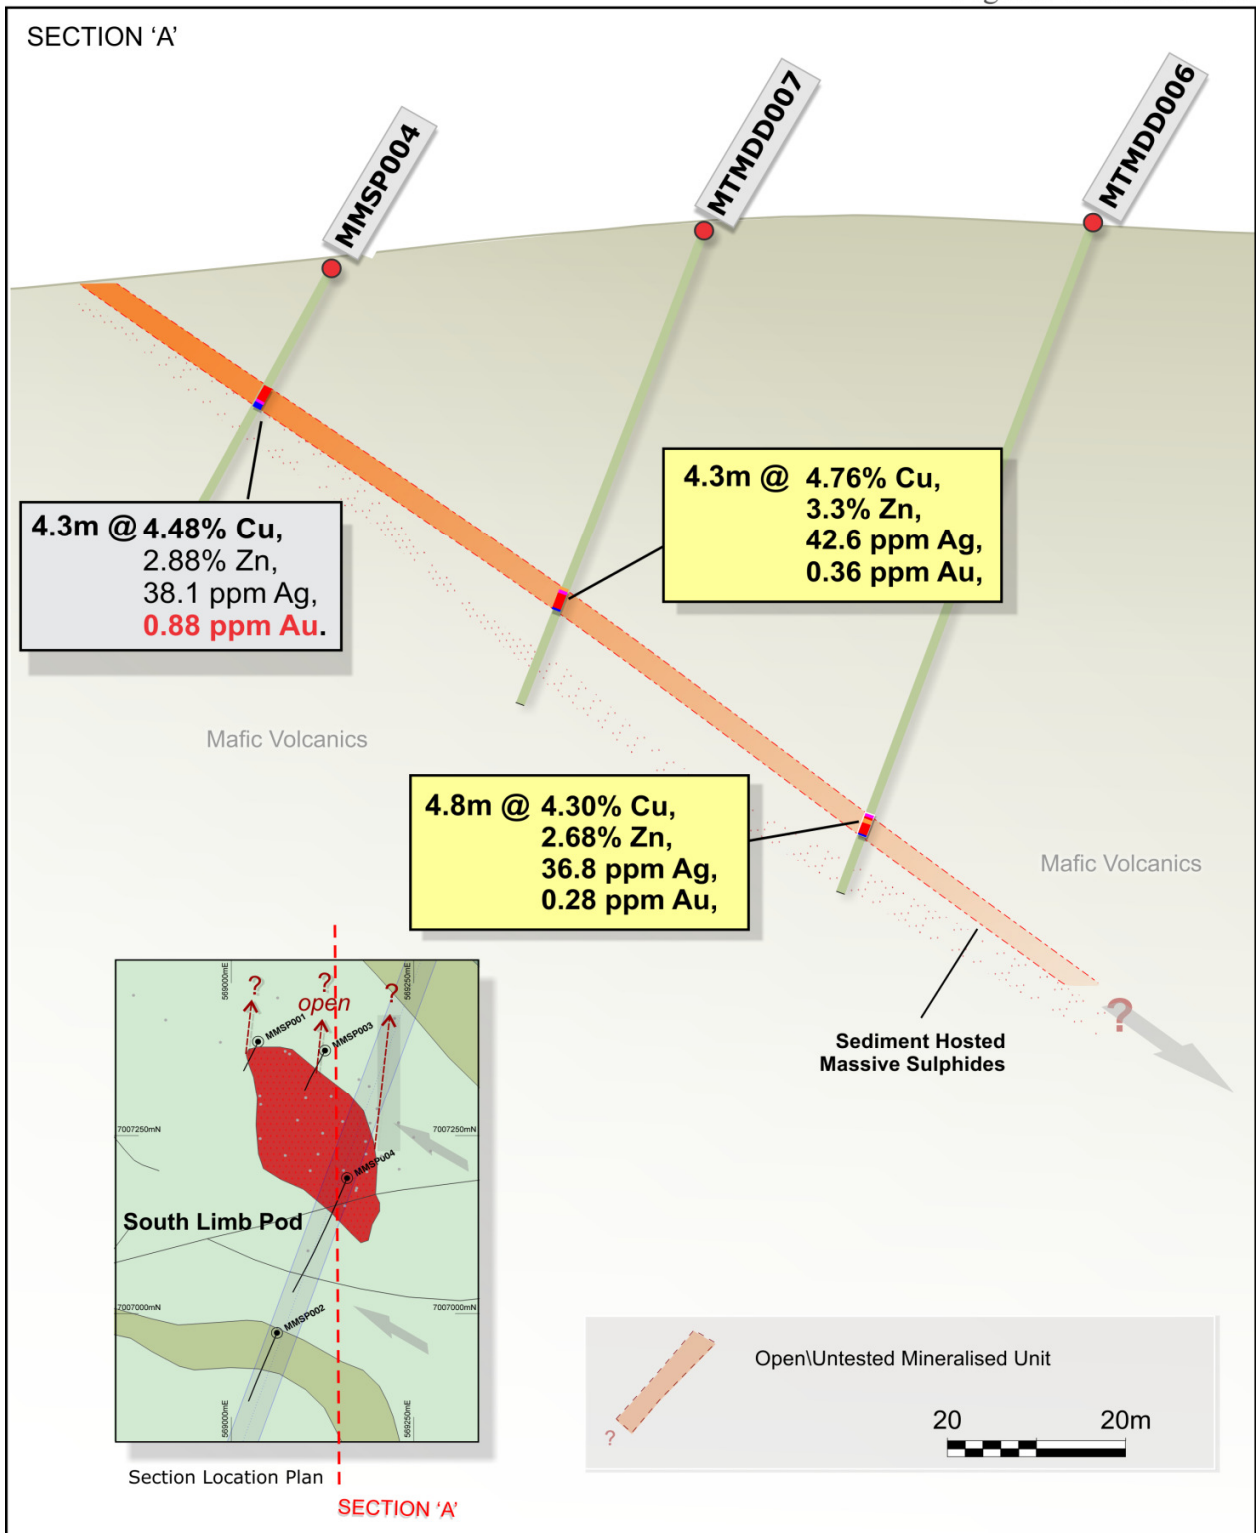 SECTION 'A'
MMSP004
MTMDD007
MTMDD006
4.3m @ 4.48% Cu,
2.88% Zn,
38.1 ppm Ag,
0.88 ppm Au.
4.3m @ 4.76% Cu,
3.3% Zn,
42.6 ppm Ag,
0.36 ppm Au,
Mafic Volcanics
4.8m @ 4.30% Cu,
2.68% Zn,
36.8 ppm Ag,
0.28 ppm Au,
Mafic Volcanics
Sediment Hosted
Massive Sulphides
?
569000mE
569250mE
? ? ?
open
MMSP001
MMSP003
7007250mN
7007250mN
MMSP004
South Limb Pod
7007000mN
7007000mN
MMSP002
569000mE
569250mE
Section Location Plan
SECTION 'A'
Open\Untested Mineralised Unit
?
20 20m